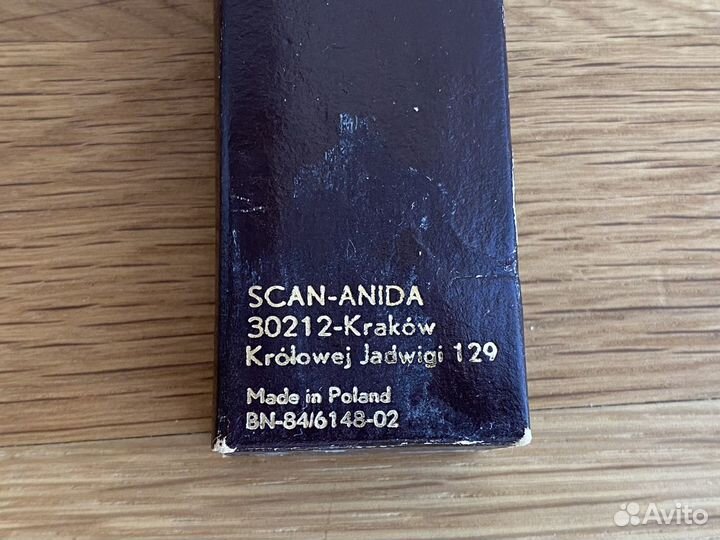 SCAN-ANIDA
30212-Kraków
Królowej Jadwigi 129
Made in Poland
BN-84/6148-02
Avito